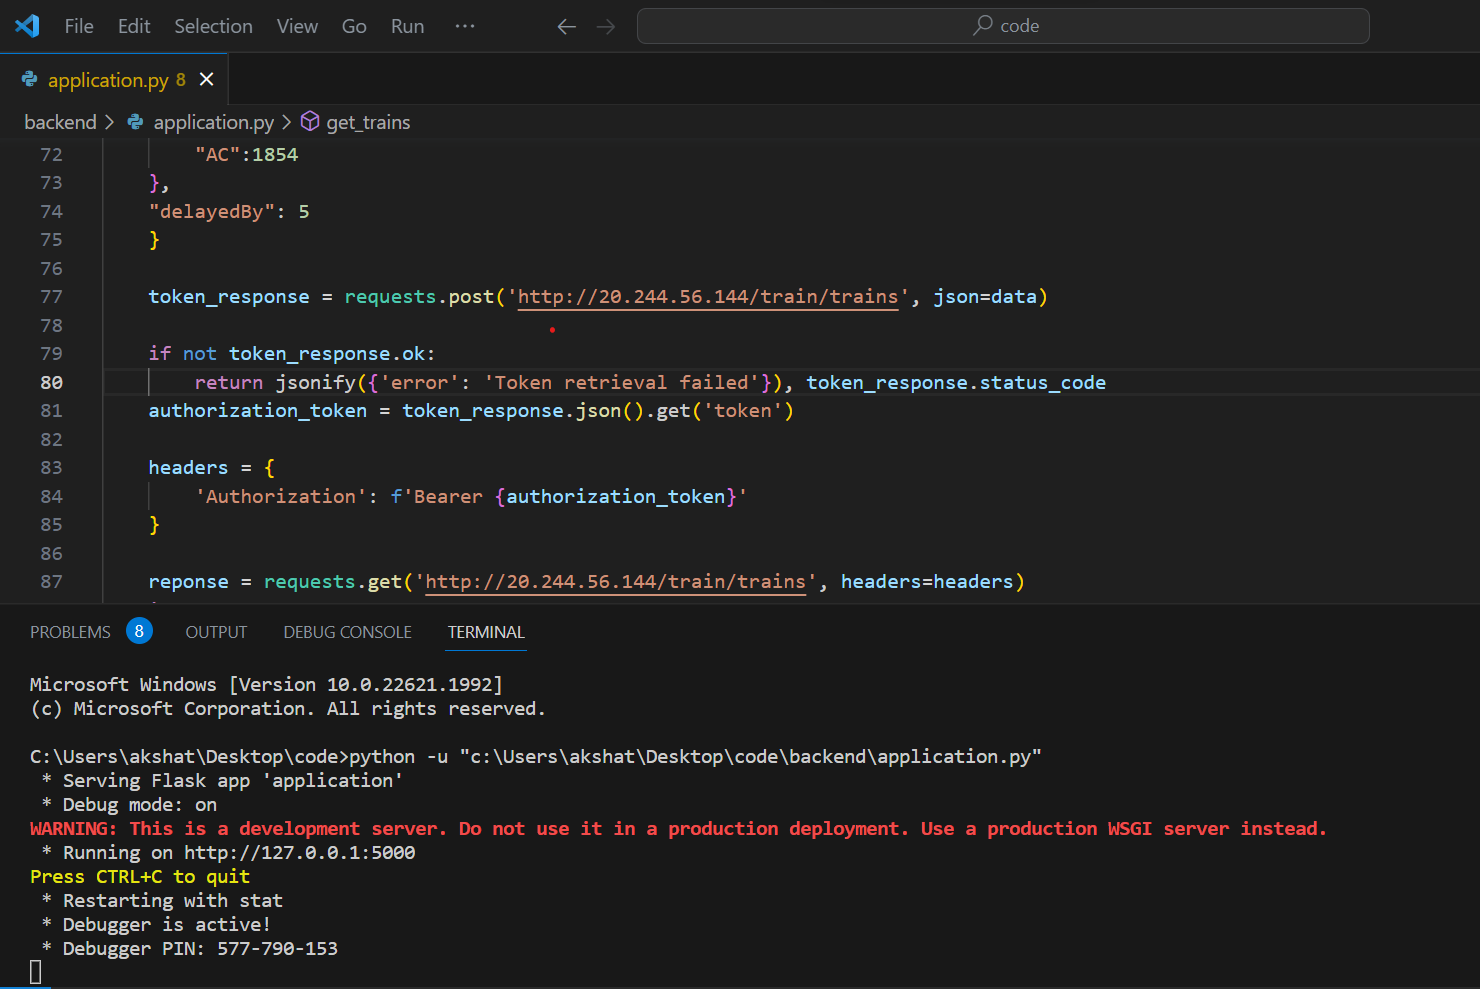 File Edit Selection View Go Run ··· ← → code
application.py 8 ×
backend > application.py > get_trains
72 "AC":1854
73 },
74 "delayedBy": 5
75 }
76
77 token_response = requests.post('http://20.244.56.144/train/trains', json=data)
78
79 if not token_response.ok:
80 return jsonify({'error': 'Token retrieval failed'}), token_response.status_code
81 authorization_token = token_response.json().get('token')
82
83 headers = {
84 'Authorization': f'Bearer {authorization_token}'
85 }
86
87 reponse = requests.get('http://20.244.56.144/train/trains', headers=headers)
PROBLEMS 8 OUTPUT DEBUG CONSOLE TERMINAL
Microsoft Windows [Version 10.0.22621.1992]
(c) Microsoft Corporation. All rights reserved.
C:\Users\akshat\Desktop\code>python -u "c:\Users\akshat\Desktop\code\backend\application.py"
* Serving Flask app 'application'
* Debug mode: on
WARNING: This is a development server. Do not use it in a production deployment. Use a production WSGI server instead.
* Running on http://127.0.0.1:5000
Press CTRL+C to quit
* Restarting with stat
* Debugger is active!
* Debugger PIN: 577-790-153